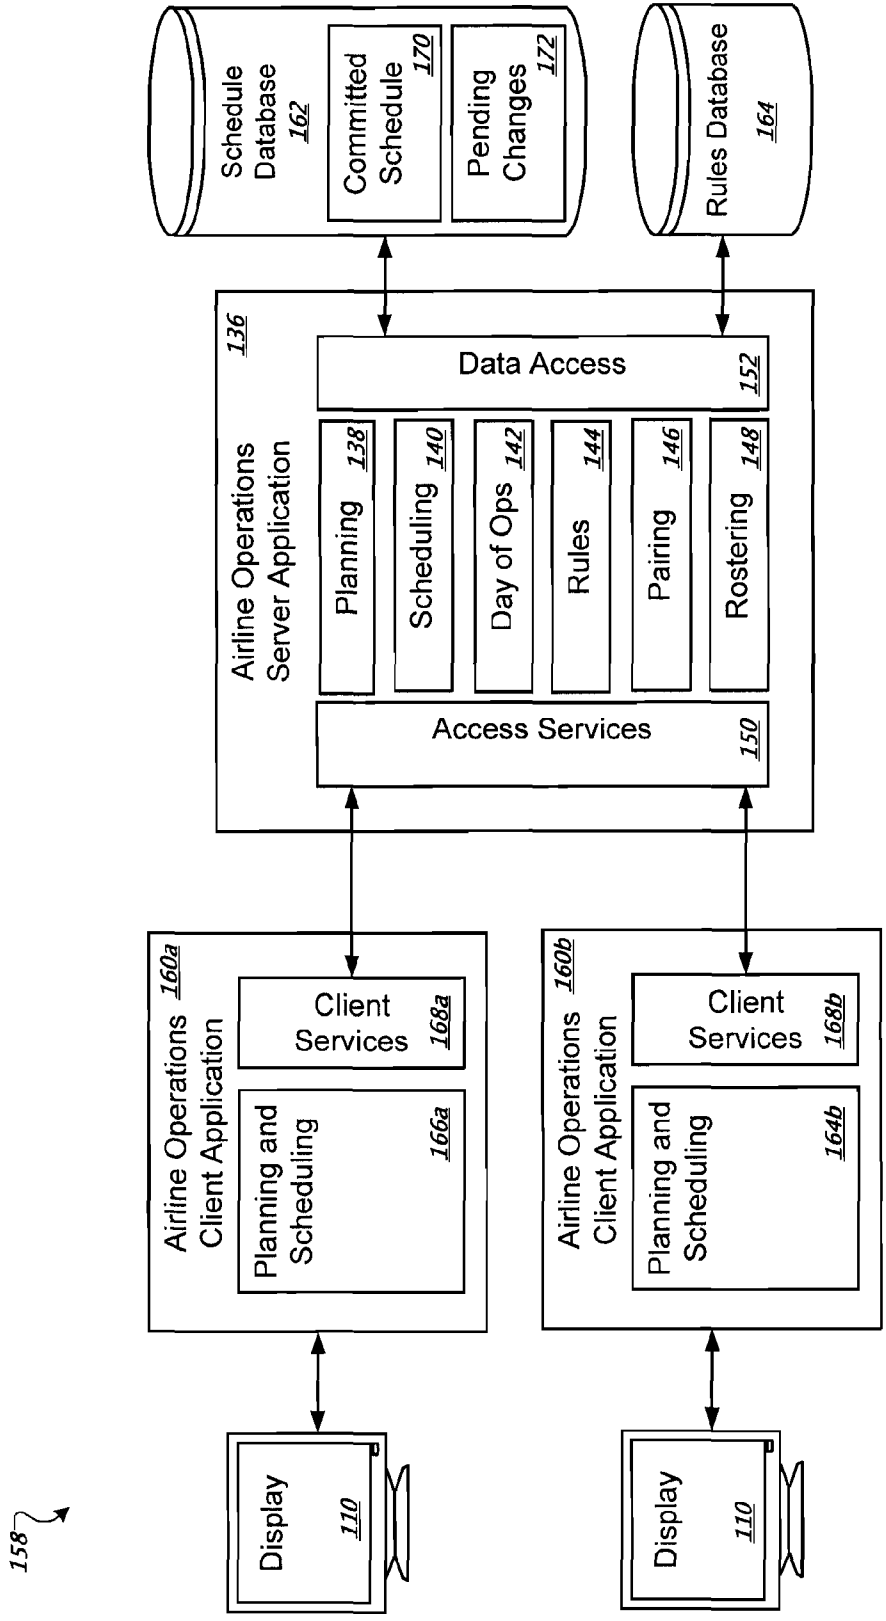 158
Display
110
Airline Operations
Client Application
160a
Planning and
Scheduling
166a
Client
Services
168a
Display
110
Airline Operations
Client Application
160b
Planning and
Scheduling
164b
Client
Services
168b
Airline Operations
Server Application
136
Access Services
150
Planning
138
Scheduling
140
Day of Ops
142
Rules
144
Pairing
146
Rostering
148
Data Access
152
Schedule
Database
162
Committed
Schedule
170
Pending
Changes
172
Rules Database
164